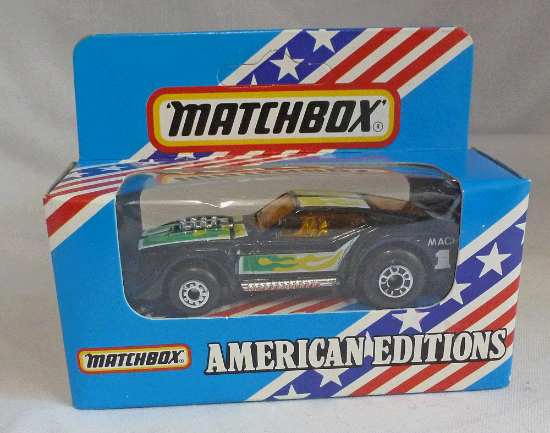 "MATCHBOX"®
MACH
1
"MATCHBOX"®
AMERICAN EDITIONS